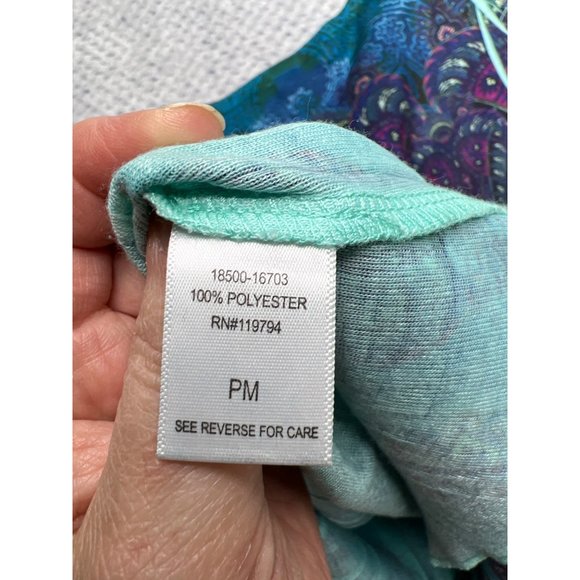 18500-16703
100% POLYESTER
RN#119794
PM
SEE REVERSE FOR CARE